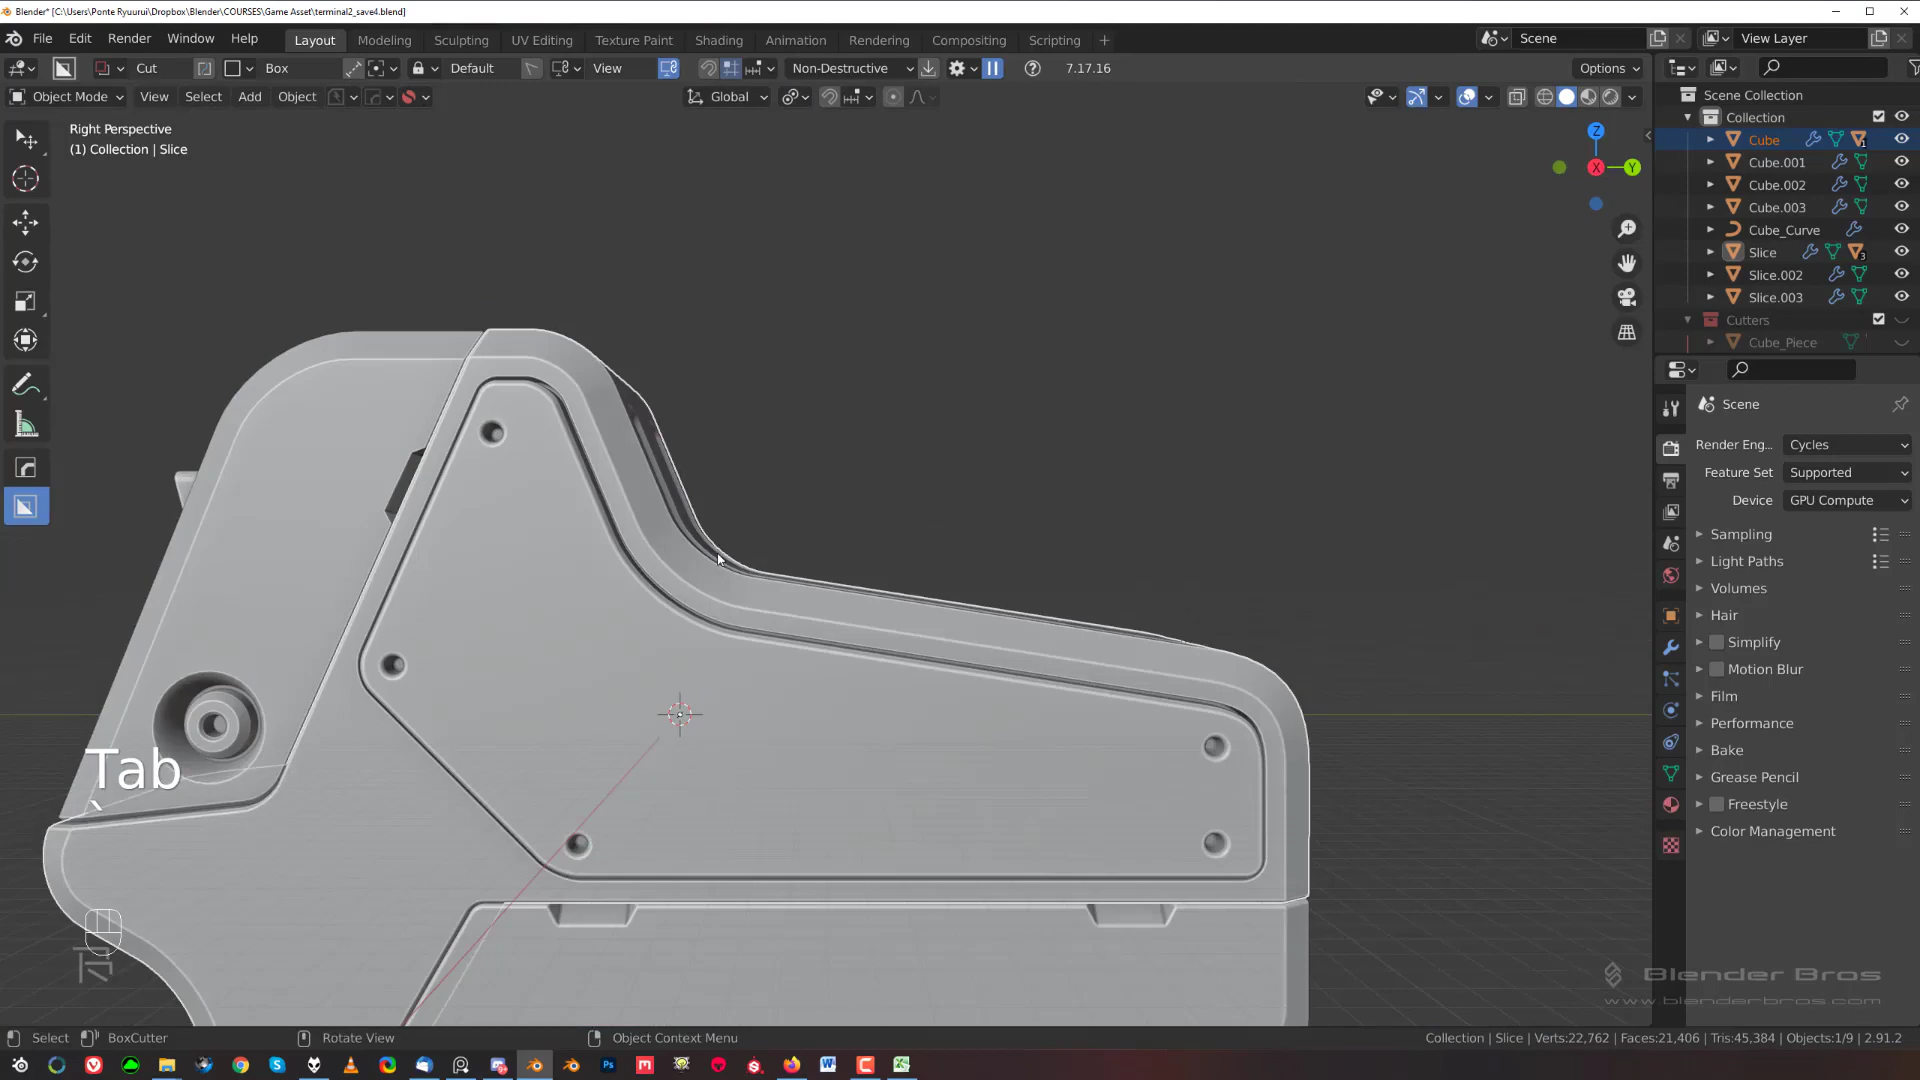 Blender* [C:\Users\Ponte Ryuurui\Dropbox\Blender\COURSES\Game Asset\terminal2_save4.blend]
File Edit Render Window Help Layout Modeling Sculpting UV Editing Texture Paint Shading Animation Rendering Compositing Scripting + Scene View Layer
Cut Box Default View Non-Destructive 7.17.16 Options
Object Mode View Select Add Object Global
Right Perspective
(1) Collection | Slice
Z
X
Y
Scene Collection
Collection
Cube 1
Cube.001
Cube.002
Cube.003
Cube_Curve
Slice 3
Slice.002
Slice.003
Cutters
Cube_Piece
Scene
Render Eng... Cycles
Feature Set Supported
Device GPU Compute
Sampling
Light Paths
Volumes
Hair
Simplify
Motion Blur
Film
Performance
Bake
Grease Pencil
Freestyle
Color Management
Tab
`
Blender Bros
www.blenderbros.com
Select BoxCutter Rotate View Object Context Menu Collection | Slice | Verts:22,762 | Faces:21,406 | Tris:45,384 | Objects:1/9 | 2.91.2